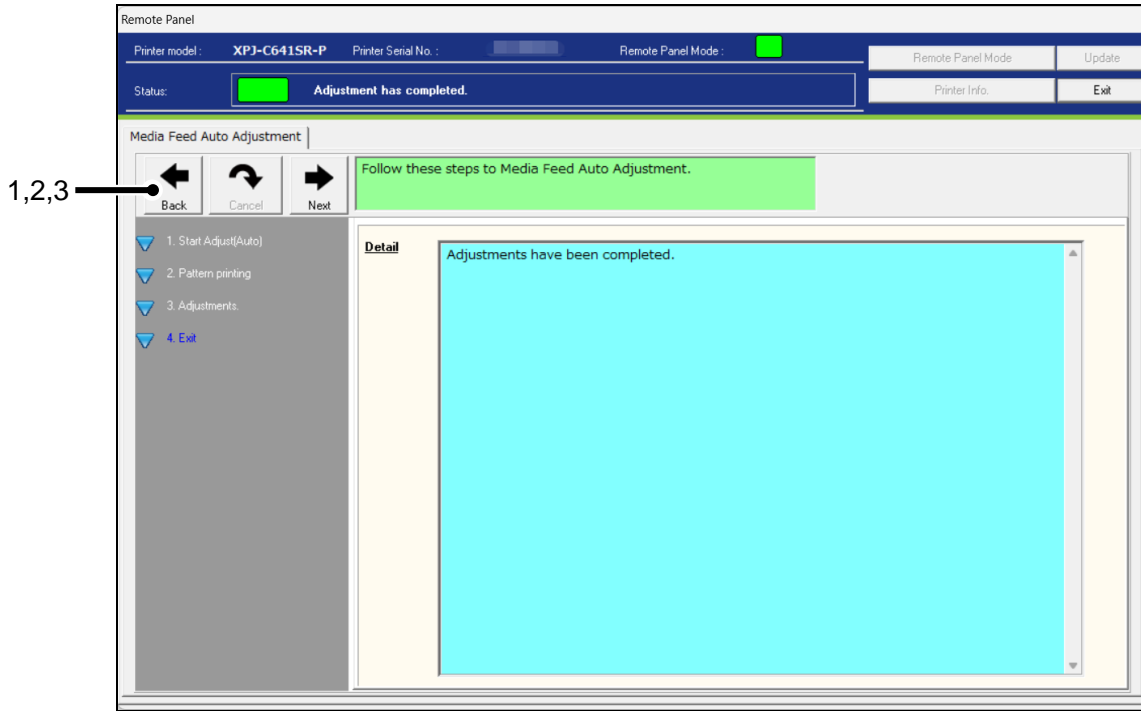 Remote Panel
Printer model : XPJ-C641SR-P Printer Serial No. : Remote Panel Mode :
Remote Panel Mode Update
Status: Adjustment has completed.
Printer Info. Exit
Media Feed Auto Adjustment
Back Cancel Next
Follow these steps to Media Feed Auto Adjustment.
1,2,3
1. Start Adjust(Auto)
2. Pattern printing
3. Adjustments.
4. Exit
Detail
Adjustments have been completed.